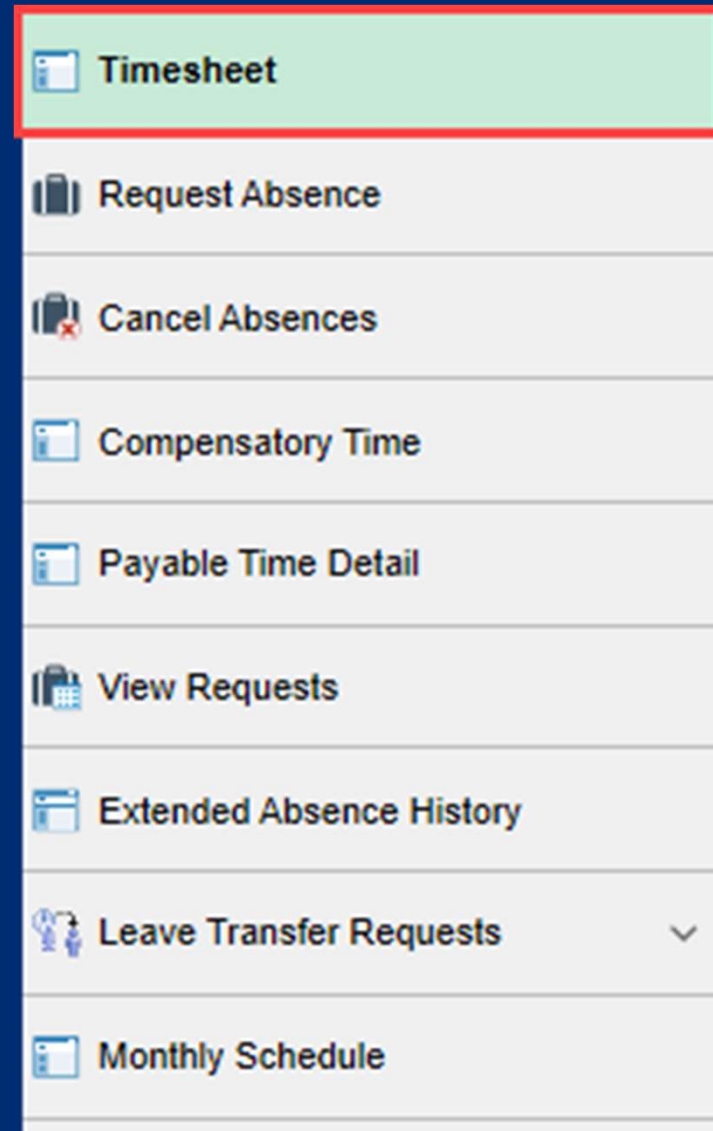 Timesheet
Request Absence
Cancel Absences
Compensatory Time
Payable Time Detail
View Requests
Extended Absence History
Leave Transfer Requests
Monthly Schedule